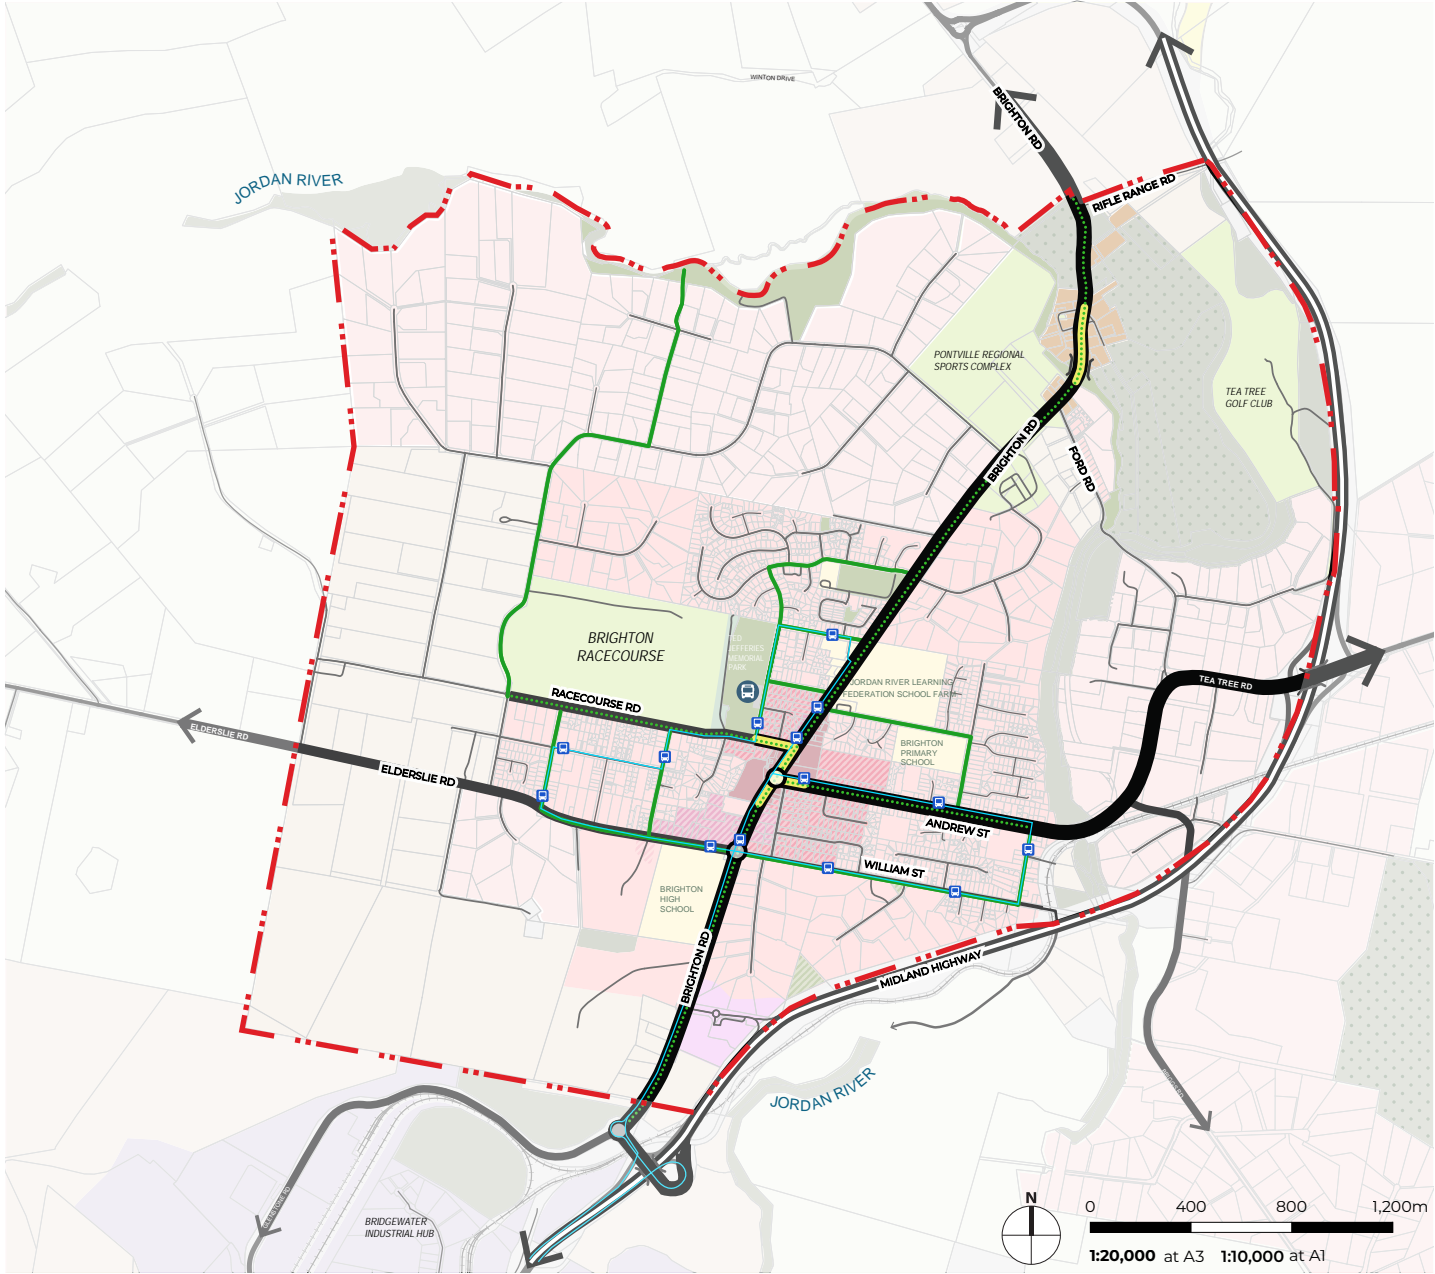 WINTON DRIVE
BRIGHTON RD
JORDAN RIVER
RIFLE RANGE RD
PONTVILLE REGIONAL
SPORTS COMPLEX
TEA TREE
GOLF CLUB
BRIGHTON RD
FORD RD
BRIGHTON
RACECOURSE
TED
JEFFERIES
MEMORIAL
PARK
JORDAN RIVER LEARNING
FEDERATION SCHOOL FARM
TEA TREE RD
RACECOURSE RD
ELDERSLIE RD
BRIGHTON
PRIMARY
SCHOOL
ELDERSLIE RD
ANDREW ST
WILLIAM ST
BRIGHTON
HIGH
SCHOOL
BRIGHTON RD
MIDLAND HIGHWAY
JORDAN RIVER
BRIDGEWATER
INDUSTRIAL HUB
N
0 400 800 1,200m
1:20,000 at A3 1:10,000 at A1